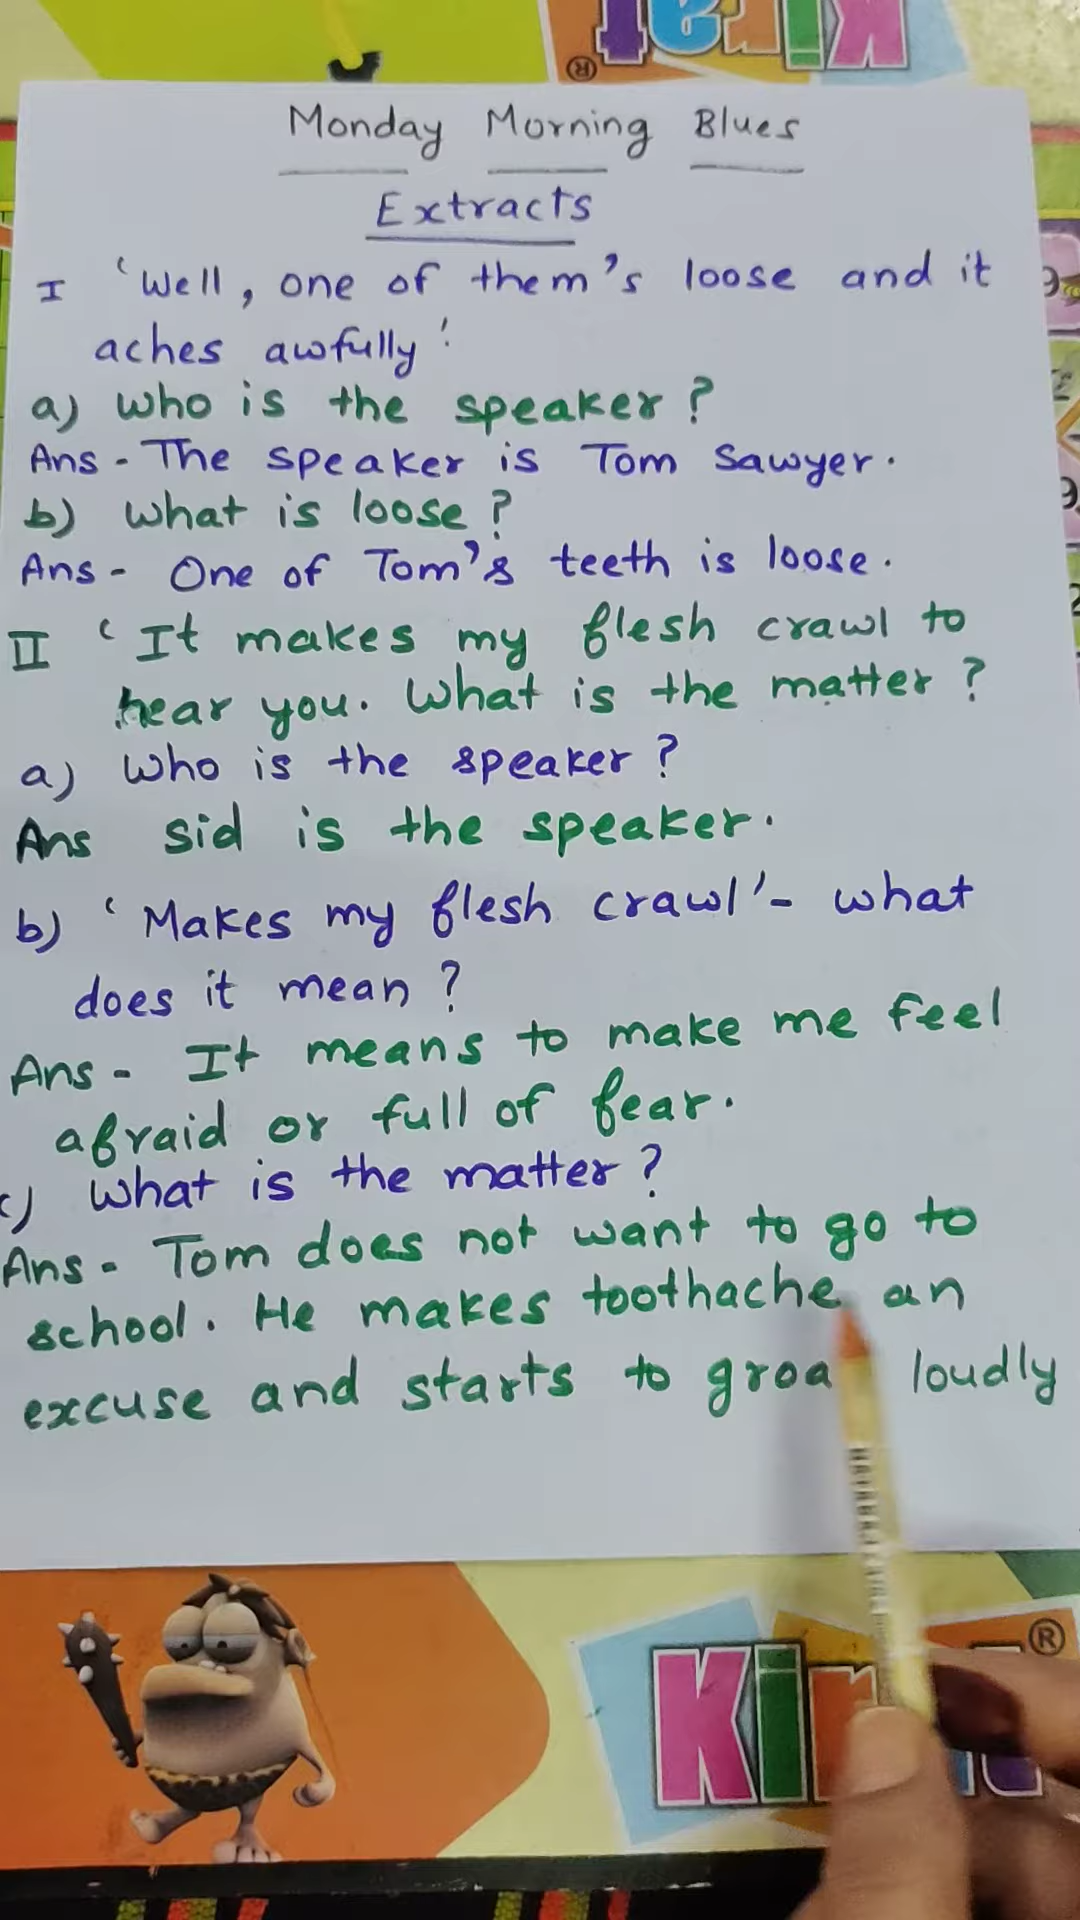 Kirat
®
Monday Morning Blues
Extracts
I 'Well, one of them's loose and it
aches awfully!
a) Who is the speaker?
Ans - The speaker is Tom Sawyer.
b) What is loose?
Ans - One of Tom's teeth is loose.
II 'It makes my flesh crawl to
hear you. What is the matter?
a) Who is the speaker?
Ans Sid is the speaker.
b) 'Makes my flesh crawl' - what
does it mean?
Ans - It means to make me feel
afraid or full of fear.
c) What is the matter?
Ans - Tom does not want to go to
school. He makes toothache an
excuse and starts to groa loudly
®